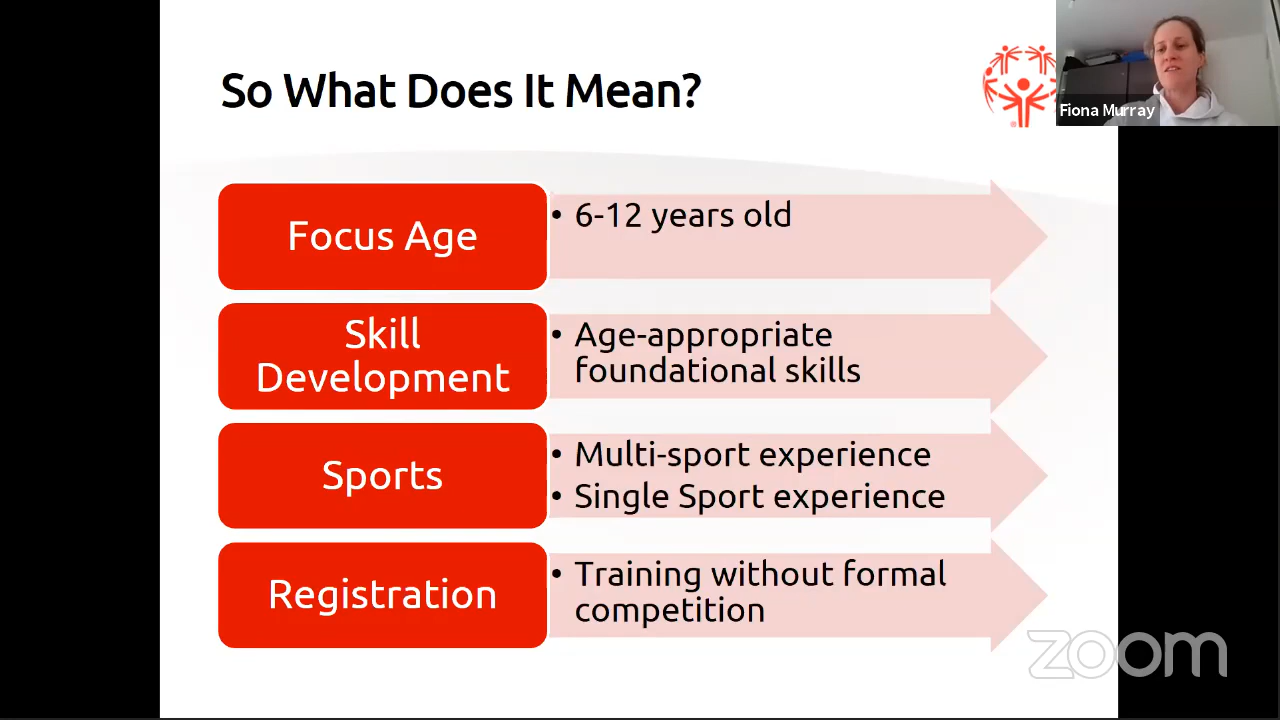 So What Does It Mean?
Fiona Murray
Focus Age
• 6-12 years old
Skill
Development
• Age-appropriate
foundational skills
Sports
• Multi-sport experience
• Single Sport experience
Registration
• Training without formal
competition
zoom